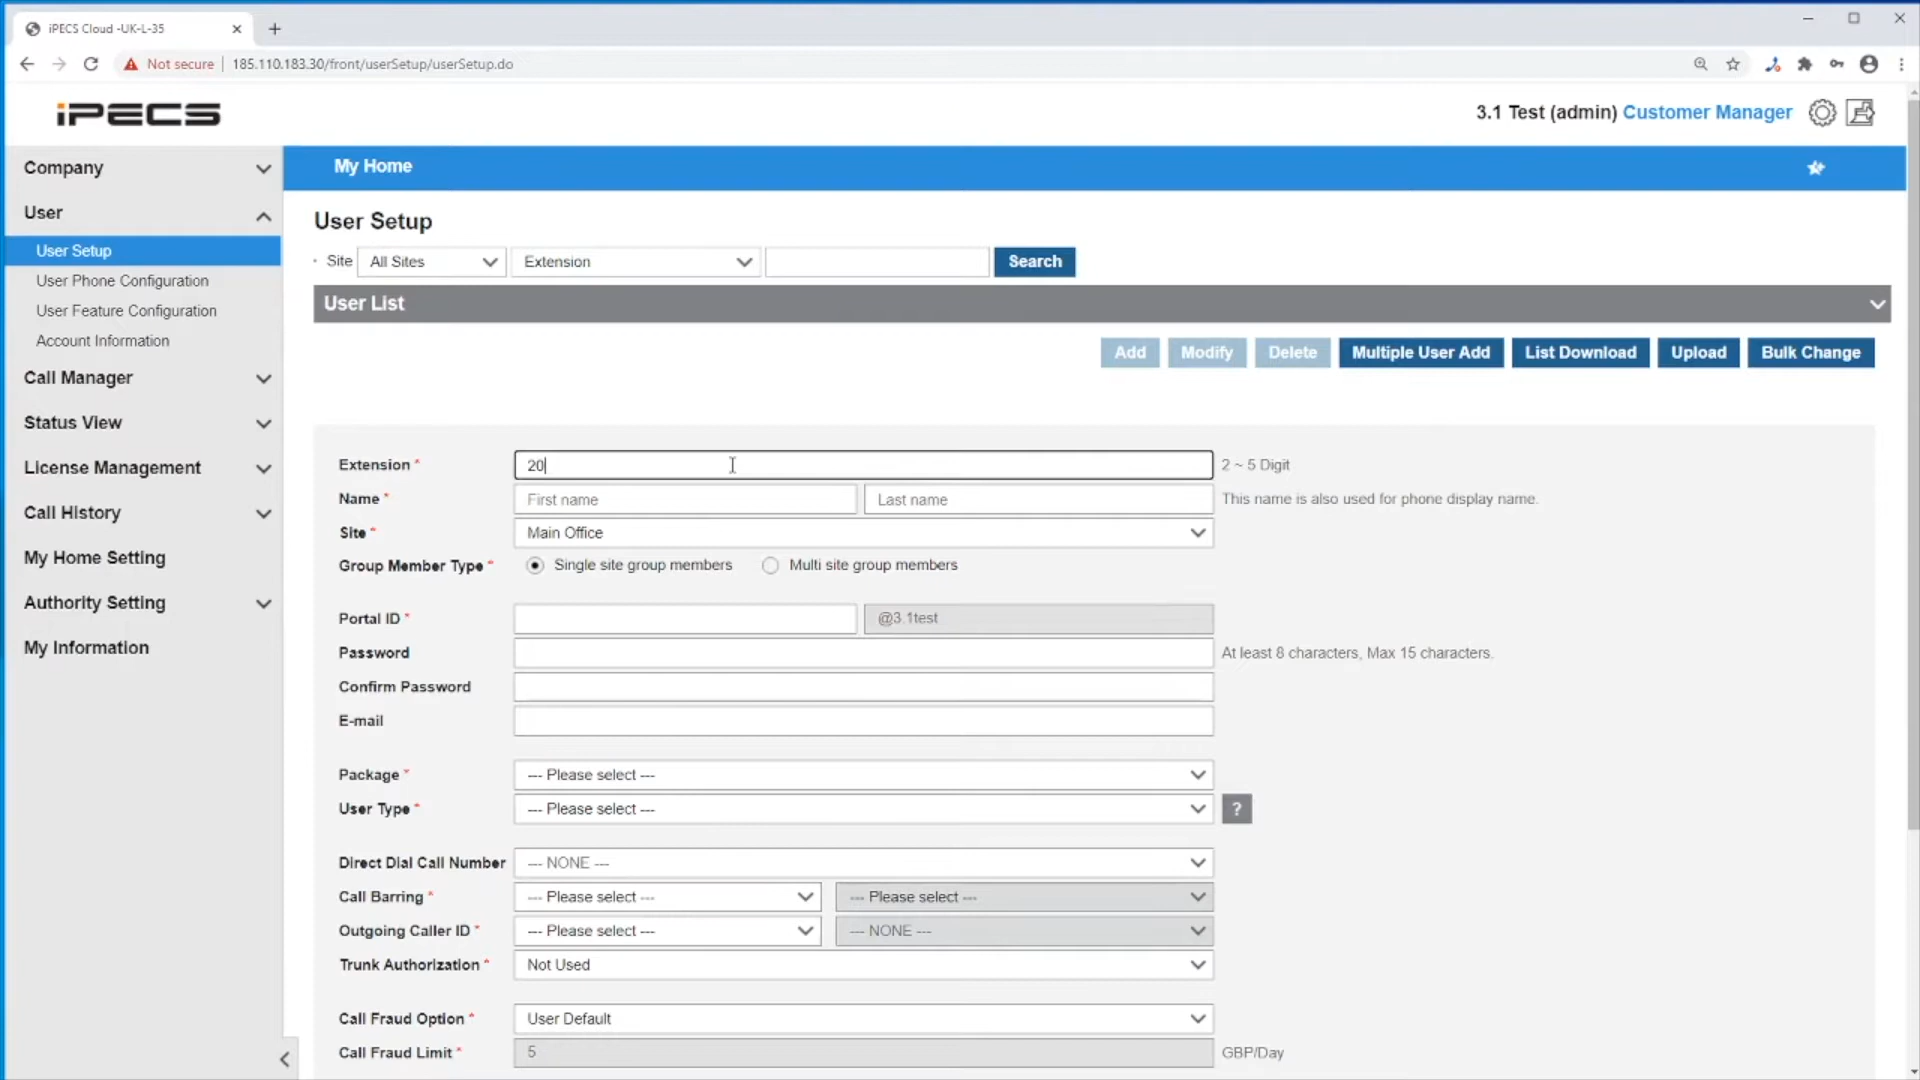 iPECS Cloud -UK-L-35
Not secure 185.110.183.30/front/userSetup/userSetup.do
iPECS
3.1 Test (admin) Customer Manager
Company
My Home
User
User Setup
User Phone Configuration
User Feature Configuration
Account Information
Call Manager
Status View
License Management
Call History
My Home Setting
Authority Setting
My Information
User Setup
Site All Sites Extension Search
User List
Add Modify Delete Multiple User Add List Download Upload Bulk Change
Extension * 20 2 ~ 5 Digit
Name * First name Last name This name is also used for phone display name.
Site * Main Office
Group Member Type * Single site group members Multi site group members
Portal ID * @3.1test
Password At least 8 characters, Max 15 characters.
Confirm Password
E-mail
Package * --- Please select ---
User Type * --- Please select --- ?
Direct Dial Call Number --- NONE ---
Call Barring * --- Please select --- --- Please select ---
Outgoing Caller ID * --- Please select --- --- NONE ---
Trunk Authorization * Not Used
Call Fraud Option * User Default
Call Fraud Limit * 5 GBP/Day